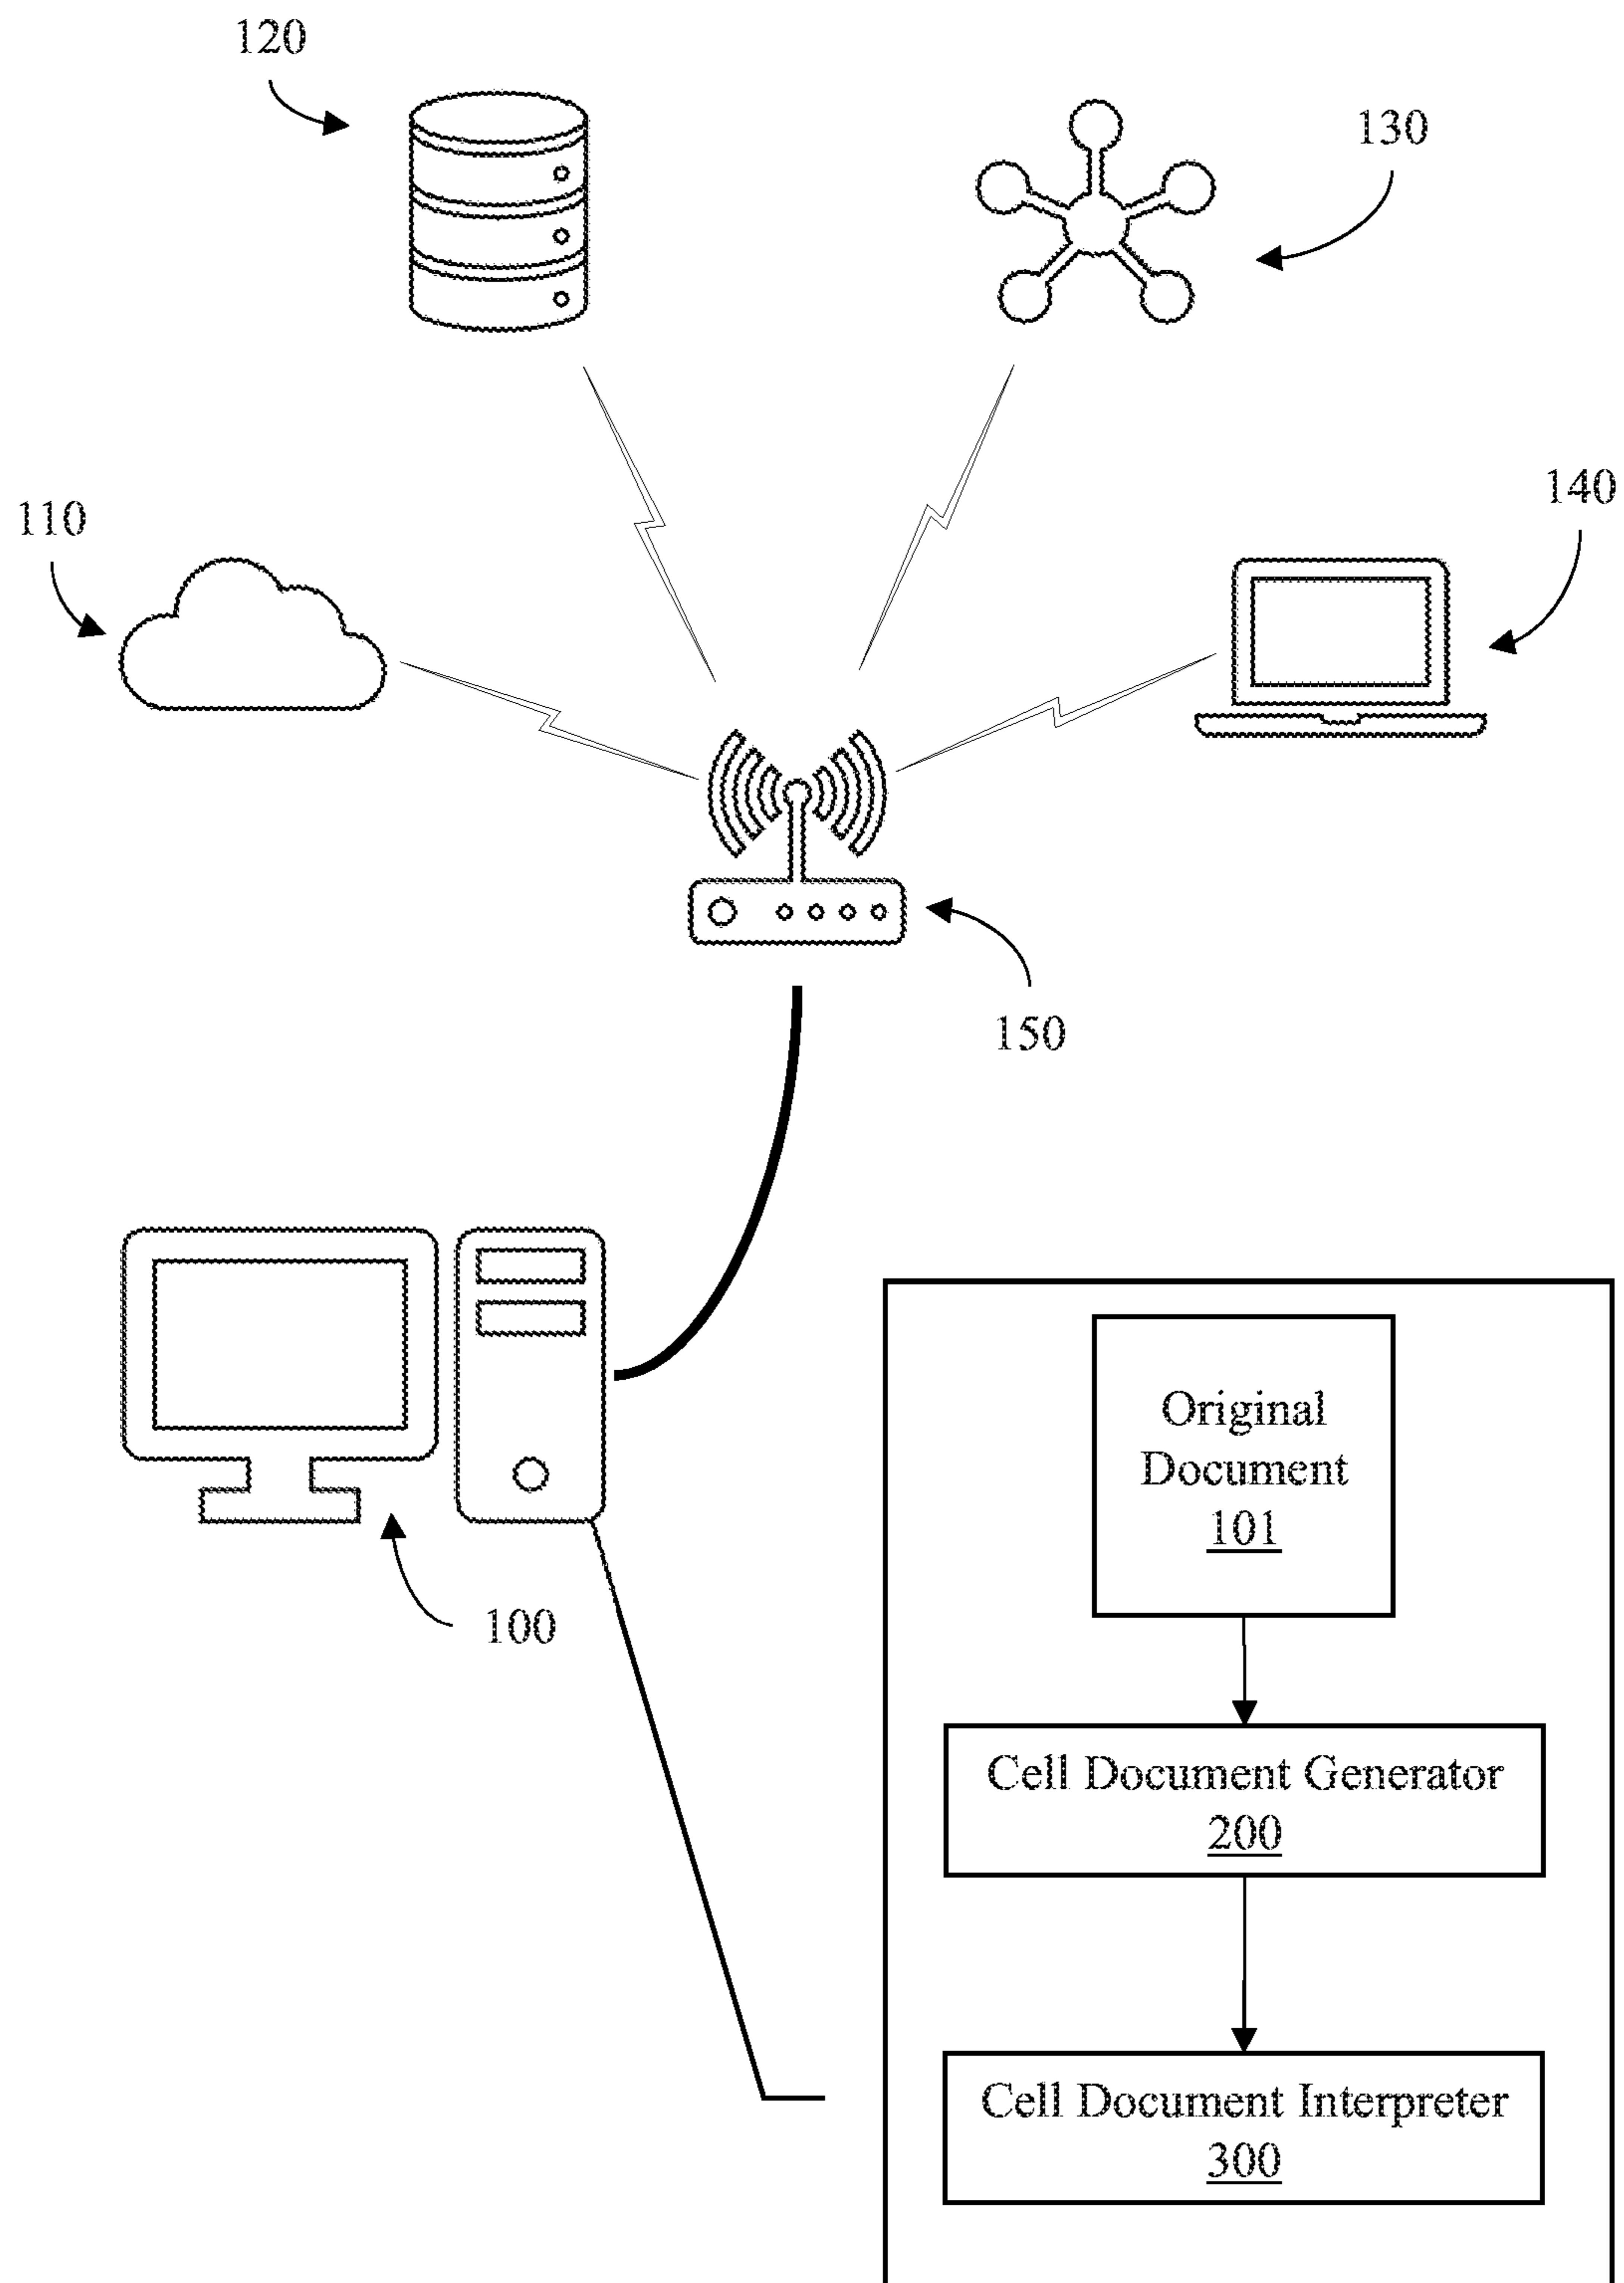 120
130
110
140
150
100
Original
Document
101
Cell Document Generator
200
Cell Document Interpreter
300